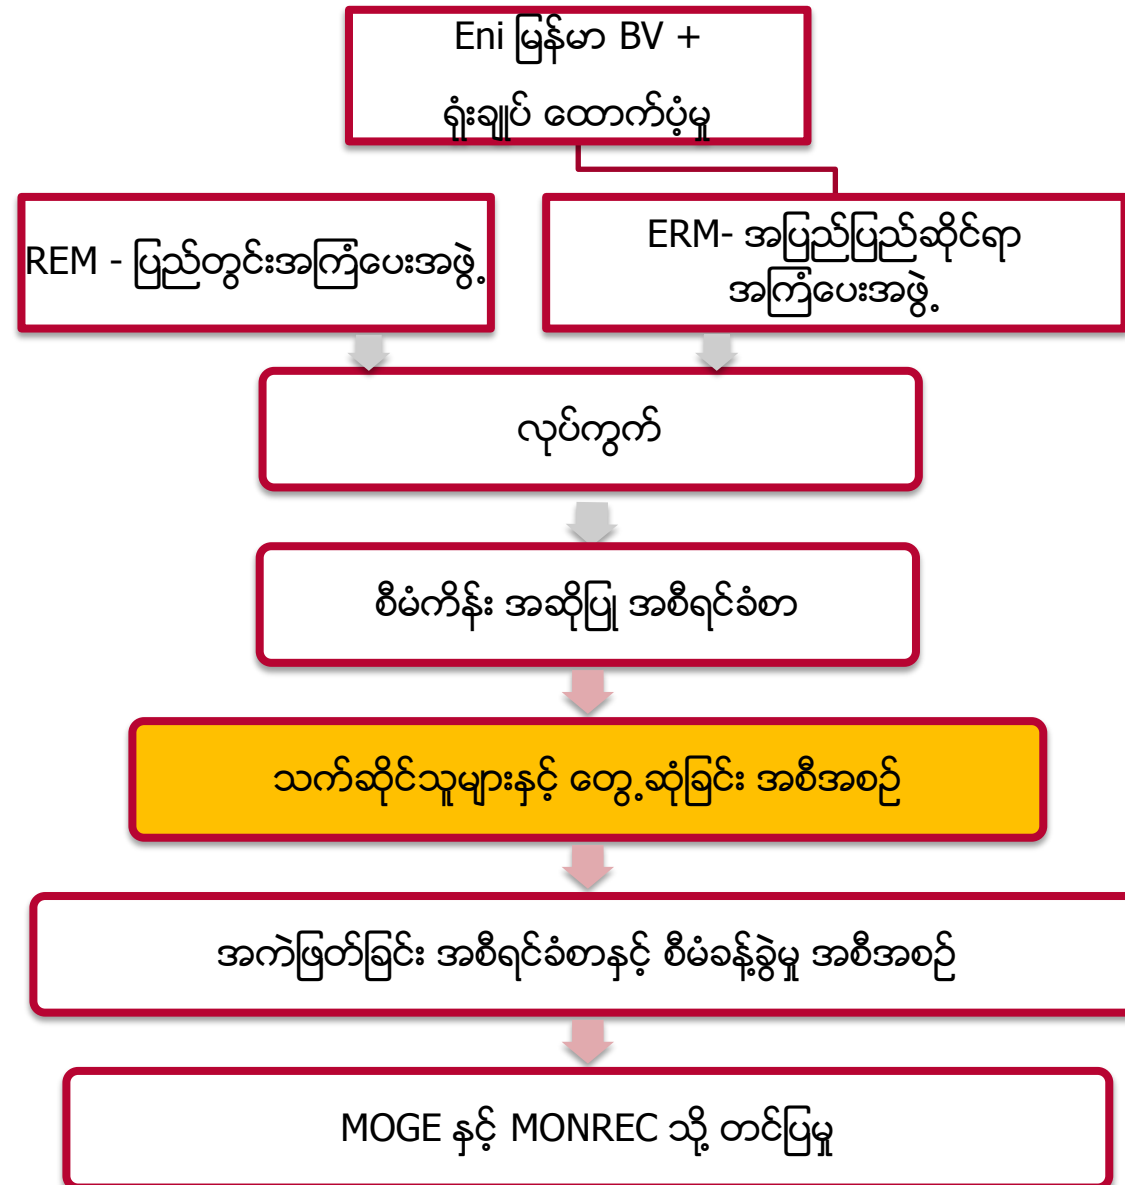 Eni မြန်မာ BV +
ရုံးချုပ် ထောက်ပံ့မှု
REM - ပြည်တွင်းအကြံပေးအဖွဲ့
ERM- အပြည်ပြည်ဆိုင်ရာ
အကြံပေးအဖွဲ့
လုပ်ကွက်
စီမံကိန်း အဆိုပြု အစီရင်ခံစာ
သက်ဆိုင်သူများနှင့် တွေ့ဆုံခြင်း အစီအစဉ်
အကဲဖြတ်ခြင်း အစီရင်ခံစာနှင့် စီမံခန့်ခွဲမှု အစီအစဉ်
MOGE နှင့် MONREC သို့ တင်ပြမှု